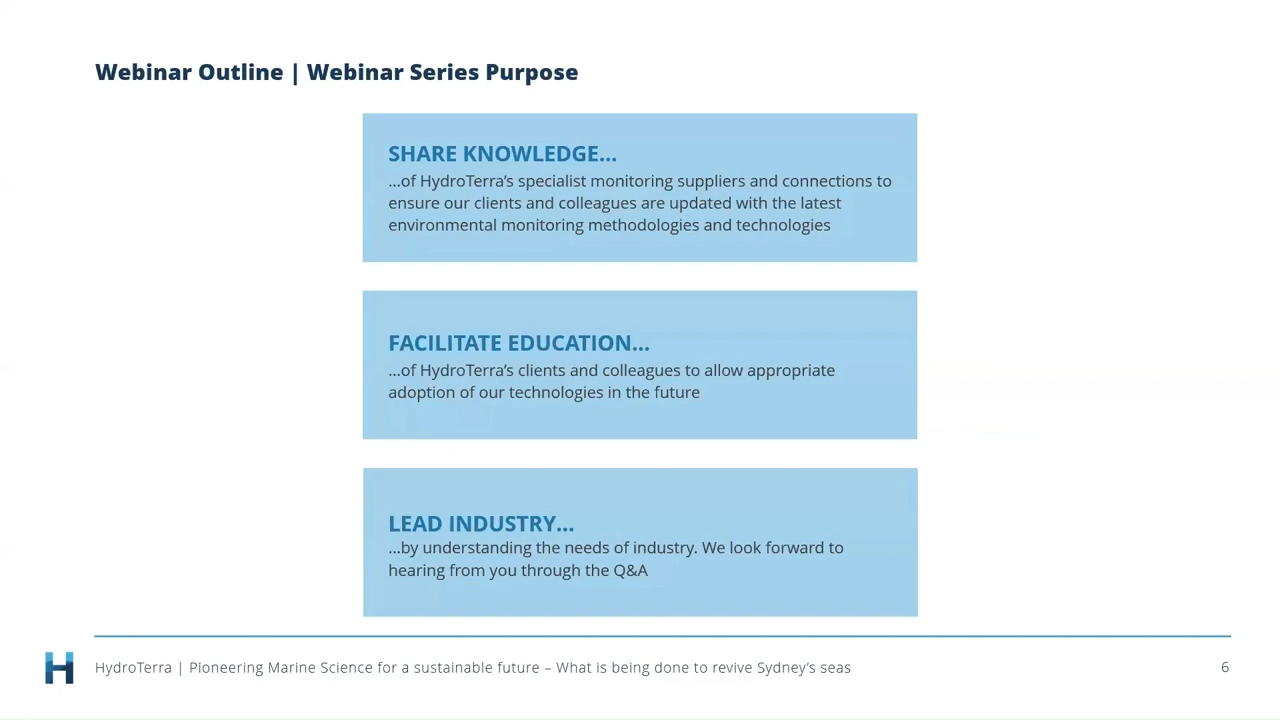 Webinar Outline | Webinar Series Purpose
SHARE KNOWLEDGE...
...of HydroTerra's specialist monitoring suppliers and connections to
ensure our clients and colleagues are updated with the latest
environmental monitoring methodologies and technologies
FACILITATE EDUCATION...
...of HydroTerra's clients and colleagues to allow appropriate
adoption of our technologies in the future
LEAD INDUSTRY...
...by understanding the needs of industry. We look forward to
hearing from you through the Q&A
H
HydroTerra | Pioneering Marine Science for a sustainable future – What is being done to revive Sydney's seas
6